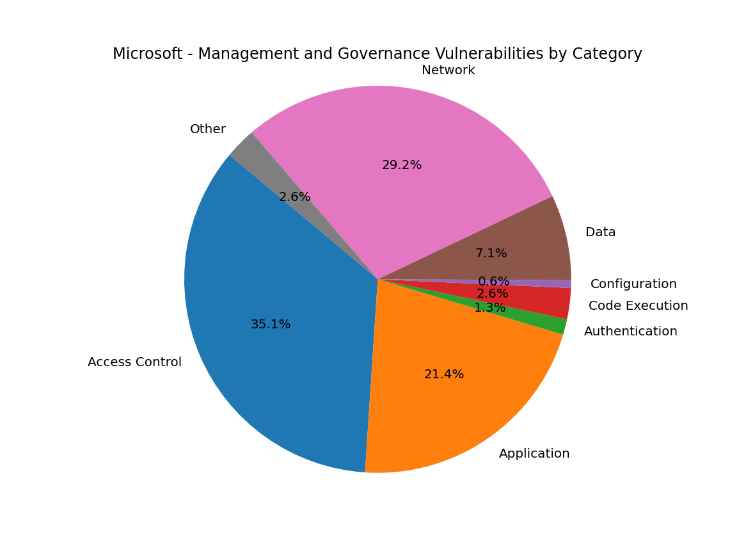 Microsoft - Management and Governance Vulnerabilities by Category
Network
Other
29.2%
2.6%
Data
7.1%
0.6%
Configuration
2.6%
Code Execution
1.3%
Authentication
35.1%
Access Control
21.4%
Application